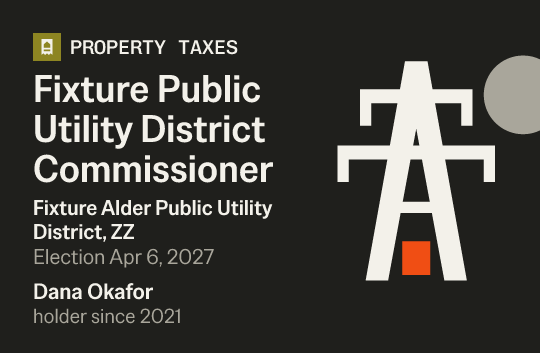 PROPERTY TAXES
Fixture Public
Utility District
Commissioner
Fixture Alder Public Utility
District, ZZ
Election Apr 6, 2027
Dana Okafor
holder since 2021